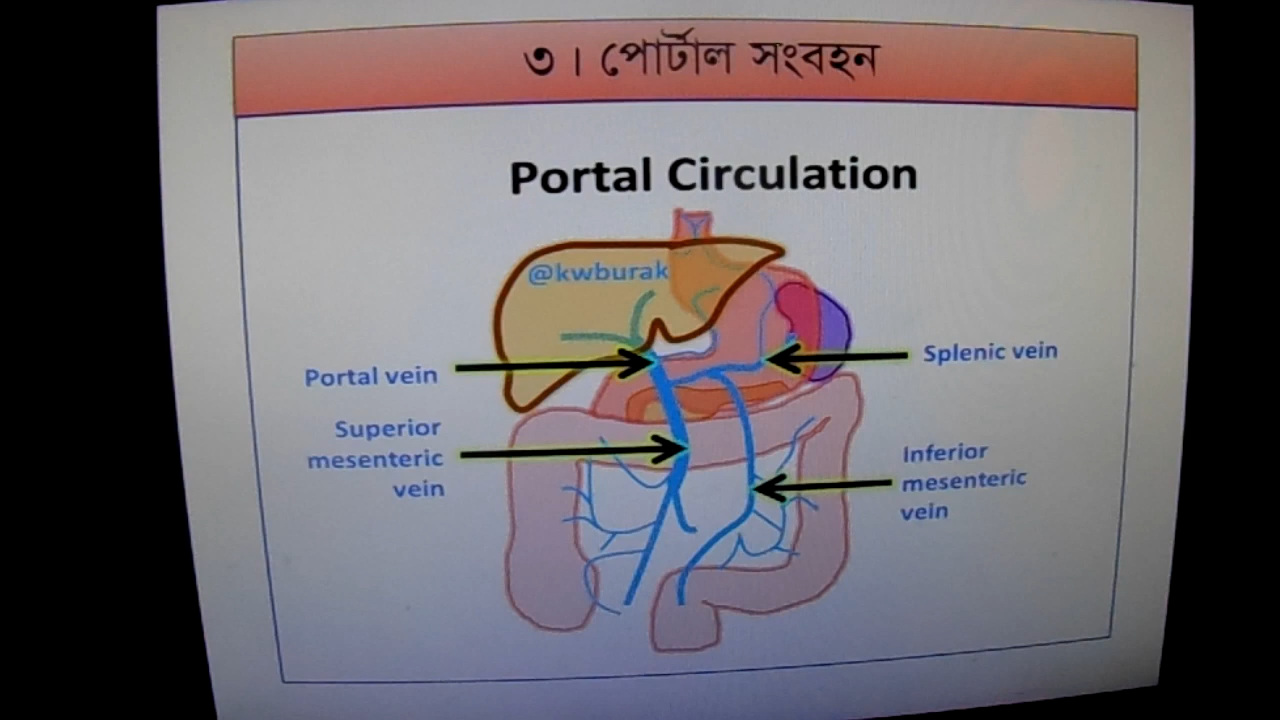 ৩। পোর্টাল সংবহন
Portal Circulation
@kwburak
Portal vein
Splenic vein
Superior
mesenteric
vein
Inferior
mesenteric
vein